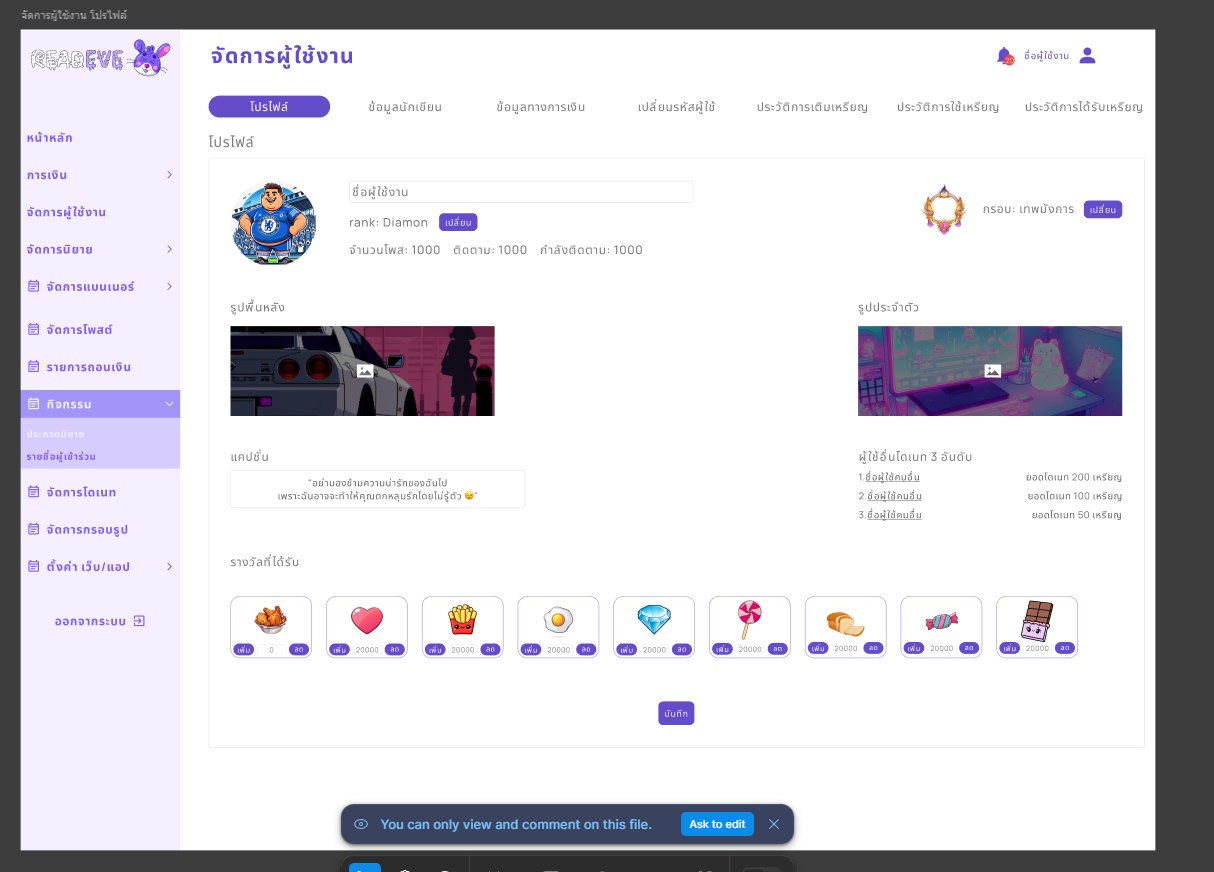 จัดการผู้ใช้งาน โปรไฟล์
READEVE
จัดการผู้ใช้งาน
20
ชื่อผู้ใช้งาน
หน้าหลัก
การเงิน
จัดการผู้ใช้งาน
จัดการนิยาย
จัดการแบนเนอร์
จัดการโพสต์
รายการถอนเงิน
กิจกรรม
ประกวดนิยาย
รายชื่อผู้เข้าร่วม
จัดการโดเนท
จัดการกรอบรูป
ตั้งค่า เว็บ/แอป
ออกจากระบบ
โปรไฟล์ ข้อมูลนักเขียน ข้อมูลทางการเงิน เปลี่ยนรหัสผู้ใช้ ประวัติการเติมเหรียญ ประวัติการใช้เหรียญ ประวัติการได้รับเหรียญ
โปรไฟล์
ชื่อผู้ใช้งาน
rank: Diamon เปลี่ยน
จำนวนโพส: 1000 ติดตาม: 1000 กำลังติดตาม: 1000
กรอบ: เทพมังการ เปลี่ยน
รูปพื้นหลัง
รูปประจำตัว
แคปชั่น
"อย่ามองข้ามความน่ารักของฉันไป
เพราะฉันอาจจะทำให้คุณตกหลุมรักโดยไม่รู้ตัว 😉"
ผู้ใช้อื่นโดเนท 3 อันดับ
1.ชื่อผู้ใช้คนอื่น ยอดโดเนท 200 เหรียญ
2.ชื่อผู้ใช้คนอื่น ยอดโดเนท 100 เหรียญ
3.ชื่อผู้ใช้คนอื่น ยอดโดเนท 50 เหรียญ
รางวัลที่ได้รับ
เพิ่ม 0 ลด
เพิ่ม 20000 ลด
เพิ่ม 20000 ลด
เพิ่ม 20000 ลด
เพิ่ม 20000 ลด
เพิ่ม 20000 ลด
เพิ่ม 20000 ลด
เพิ่ม 20000 ลด
เพิ่ม 20000 ลด
บันทึก
You can only view and comment on this file. Ask to edit